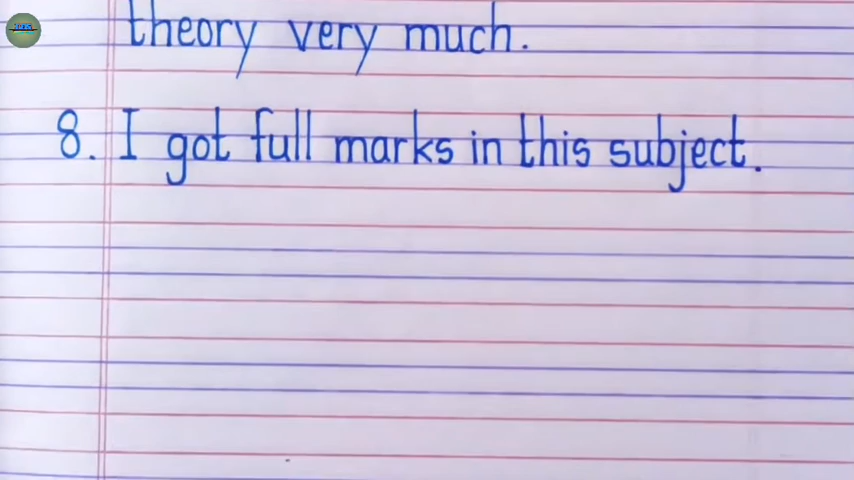 theory very much.
8. I got full marks in this subject.